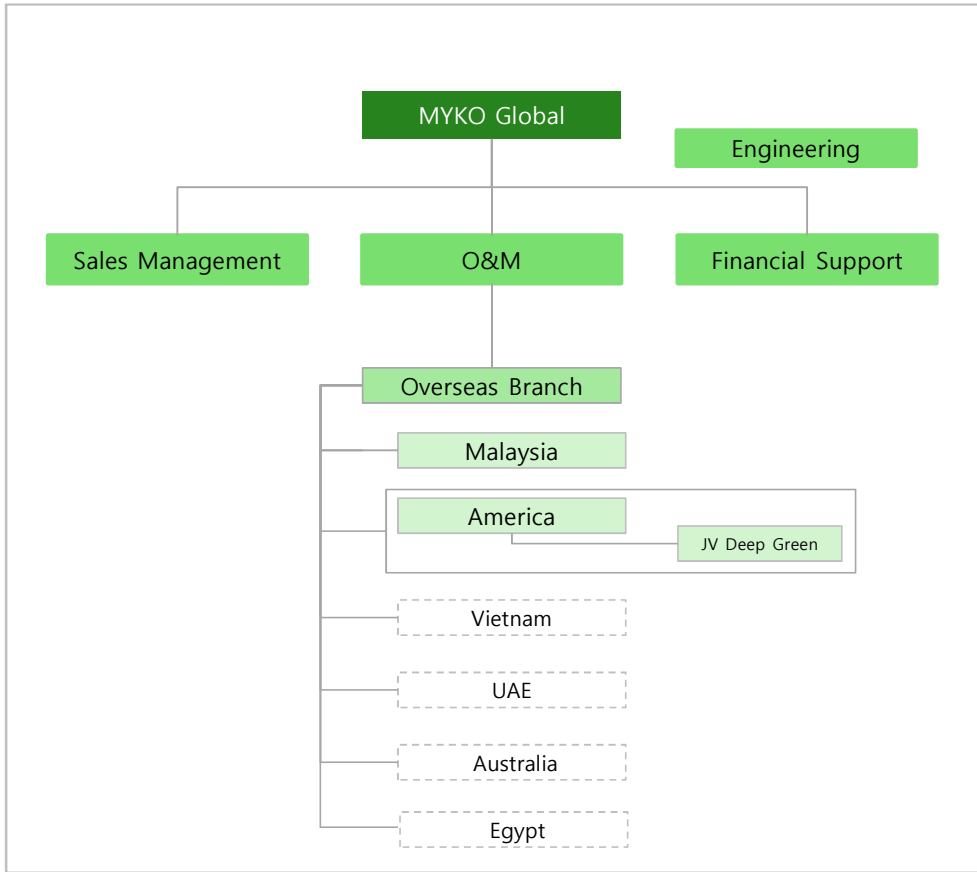 MYKO Global
Engineering
Sales Management
O&M
Financial Support
Overseas Branch
Malaysia
America
JV Deep Green
Vietnam
UAE
Australia
Egypt